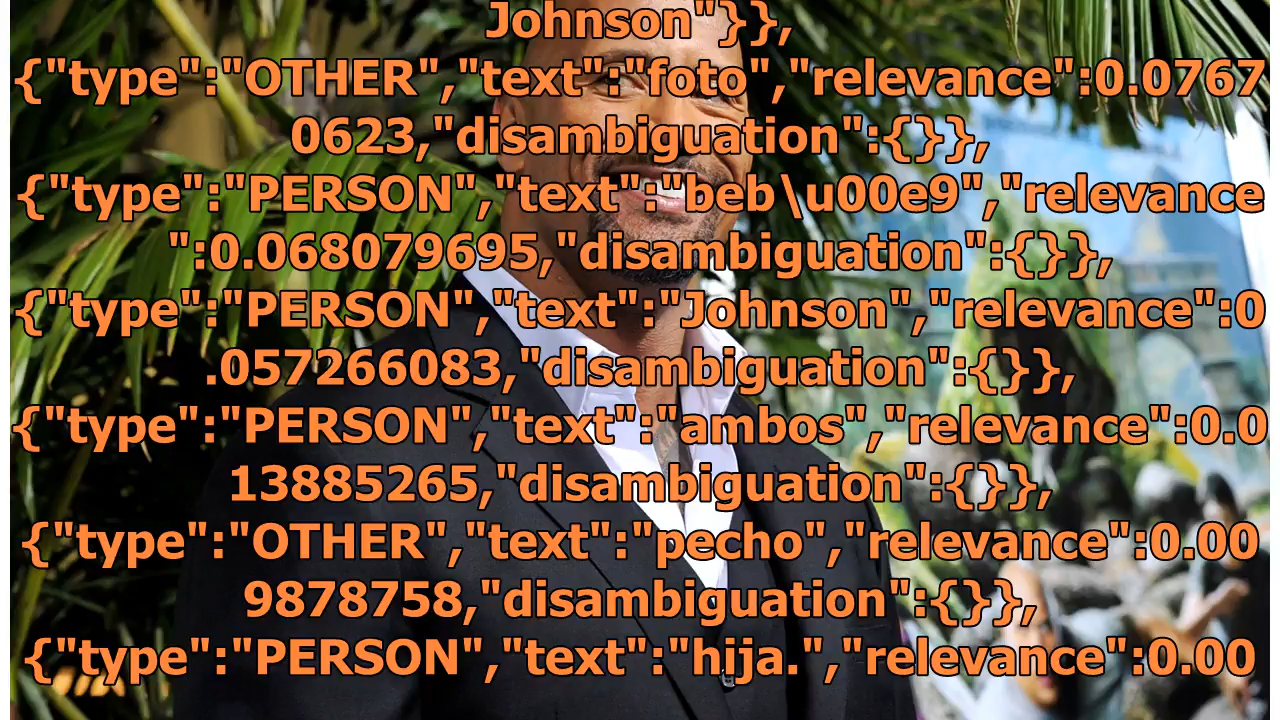 Johnson"}},
{"type":"OTHER","text":"foto","relevance":0.0767
0623,"disambiguation":{}},
{"type":"PERSON","text":"beb\u00e9","relevance
":0.068079695,"disambiguation":{}},
{"type":"PERSON","text":"Johnson","relevance":0
.057266083,"disambiguation":{}},
{"type":"PERSON","text":"ambos","relevance":0.0
13885265,"disambiguation":{}},
{"type":"OTHER","text":"pecho","relevance":0.00
9878758,"disambiguation":{}},
{"type":"PERSON","text":"hija.","relevance":0.00